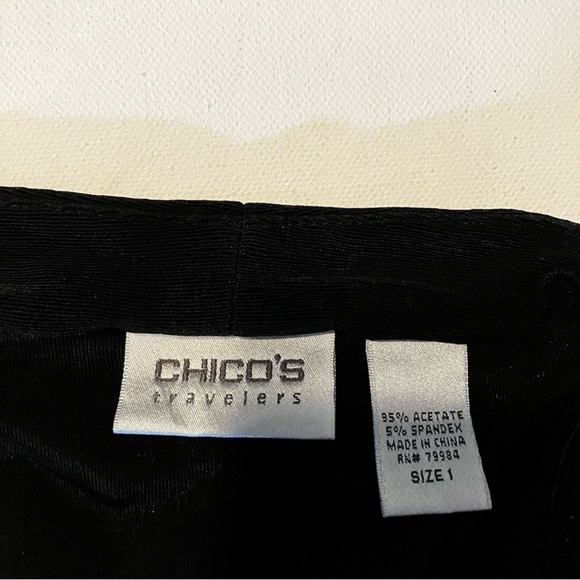 CHICO'S
travelers
95% ACETATE
5% SPANDEX
MADE IN CHINA
RN# 79984
SIZE 1